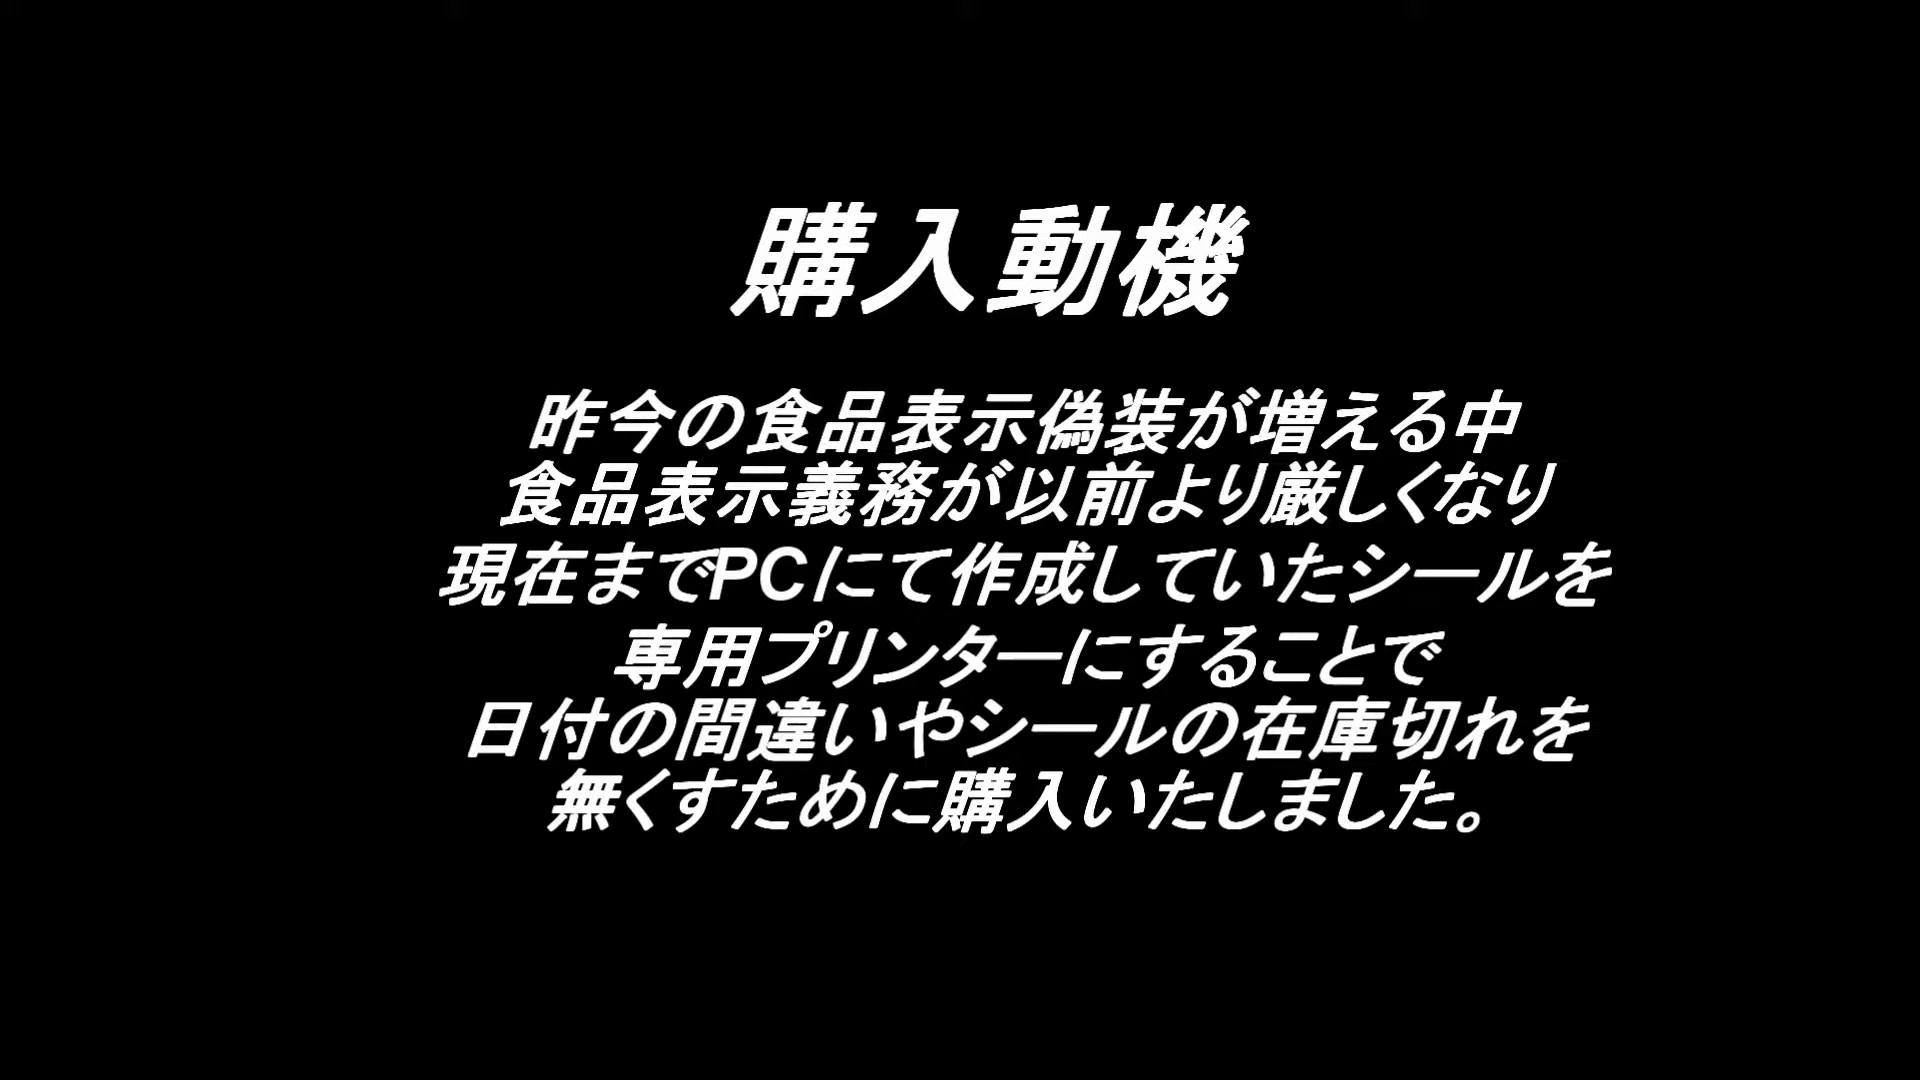 購入動機
昨今の食品表示偽装が増える中
食品表示義務が以前より厳しくなり
現在までPCにて作成していたシールを
専用プリンターにすることで
日付の間違いやシールの在庫切れを
無くすために購入いたしました。